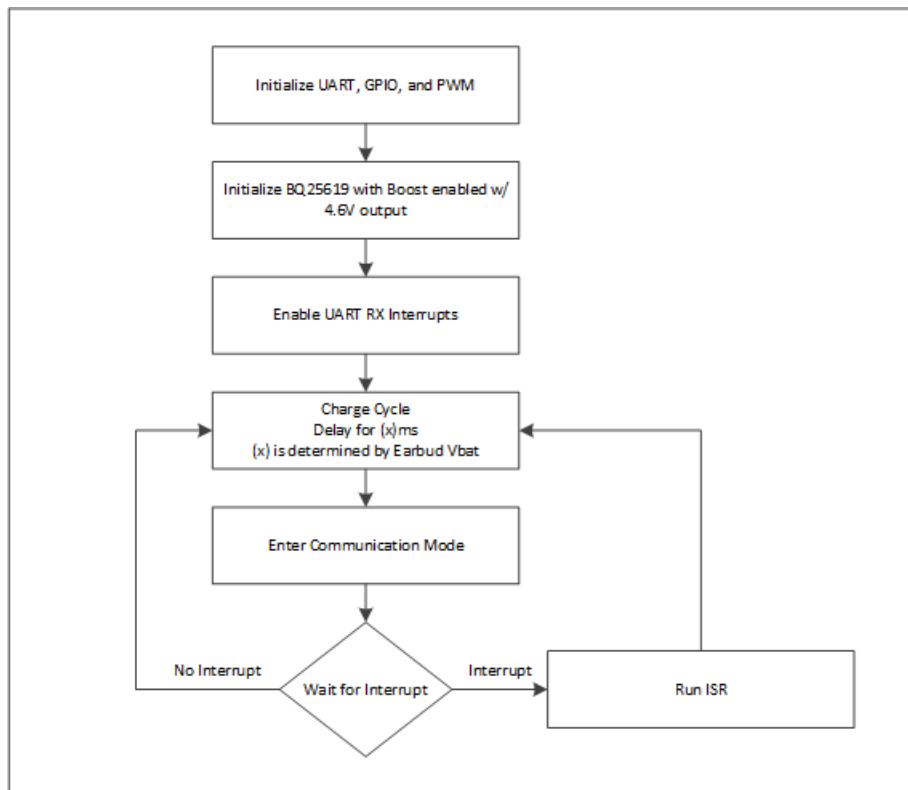 Initialize UART, GPIO, and PWM
Initialize BQ25619 with Boost enabled w/
4.6V output
Enable UART RX Interrupts
Charge Cycle
Delay for (x)ms
(x) is determined by Earbud Vbat
Enter Communication Mode
No Interrupt
Wait for Interrupt
Interrupt
Run ISR